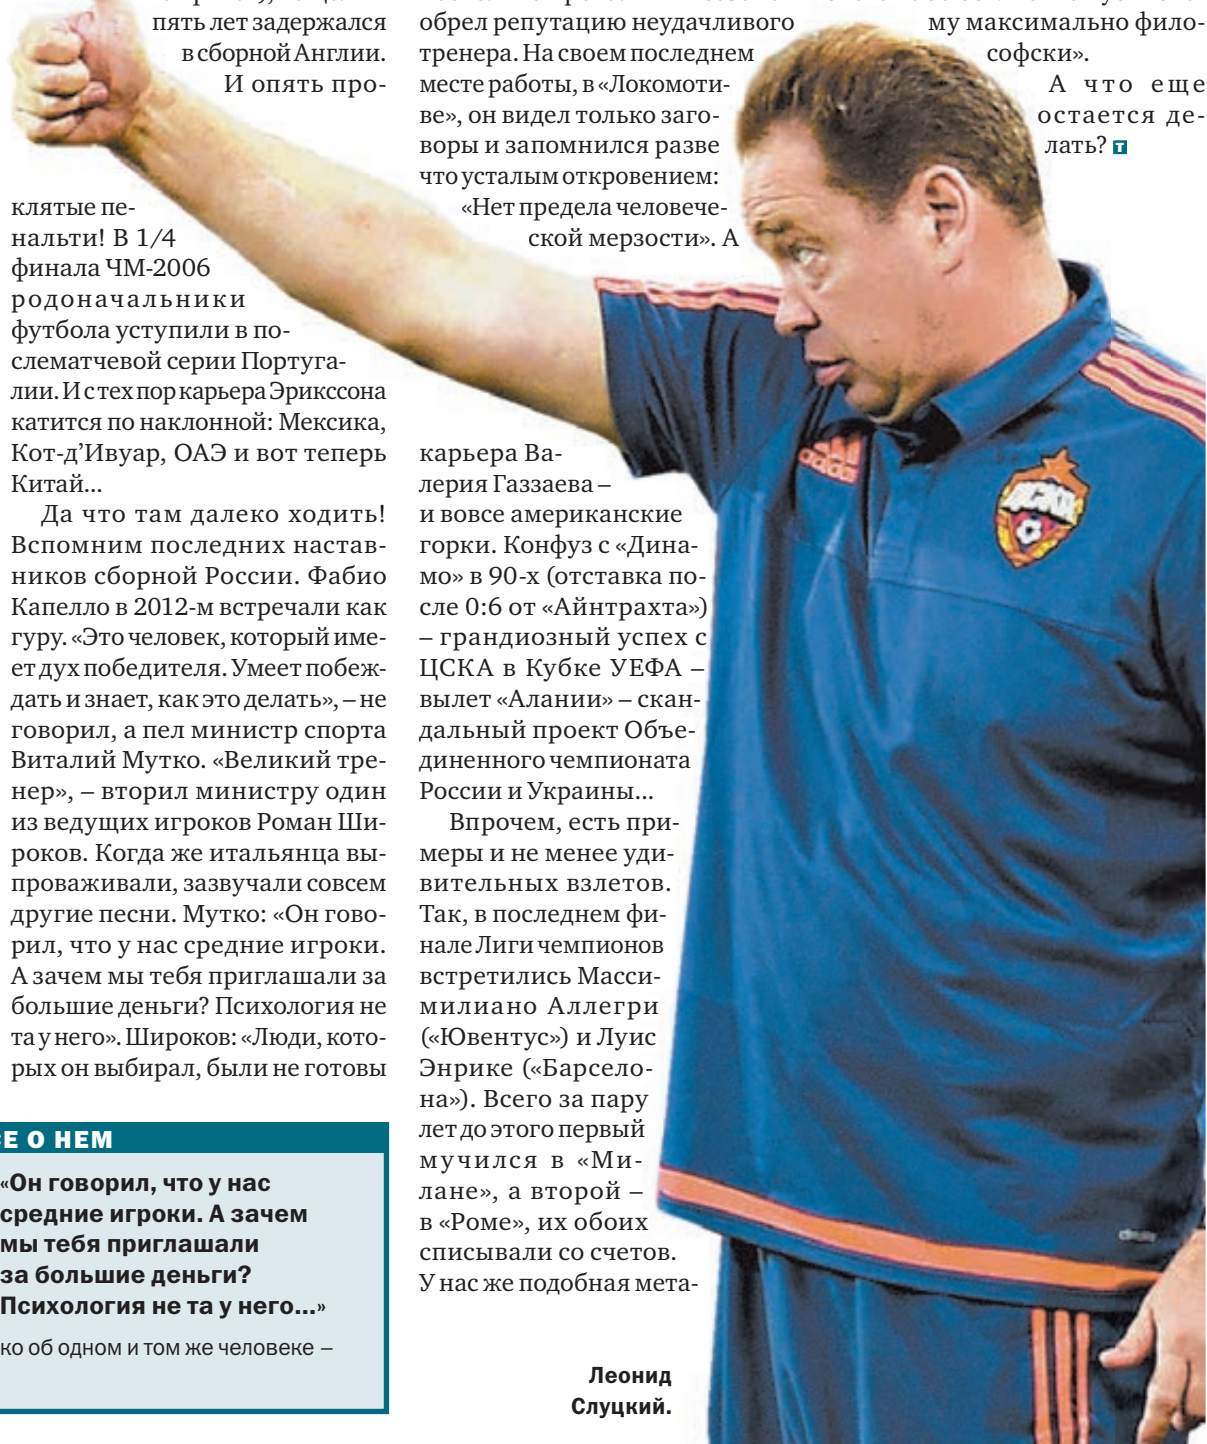 пять лет задержался
в сборной Англии.
И опять про-
клятые пе-
нальти! В 1/4
финала ЧМ-2006
родоначальники
футбола уступили в по-
слематчевой серии Португа-
лии. И с тех пор карьера Эрикссона
катится по наклонной: Мексика,
Кот-д’Ивуар, ОАЭ и вот теперь
Китай...
Да что там далеко ходить!
Вспомним последних настав-
ников сборной России. Фабио
Капелло в 2012-м встречали как
гуру. «Это человек, который име-
ет дух победителя. Умеет побеж-
дать и знает, как это делать», – не
говорил, а пел министр спорта
Виталий Мутко. «Великий тре-
нер», – вторил министру один
из ведущих игроков Роман Ши-
роков. Когда же итальянца вы-
проваживали, зазвучали совсем
другие песни. Мутко: «Он гово-
рил, что у нас средние игроки.
А зачем мы тебя приглашали за
большие деньги? Психология не
та у него». Широков: «Люди, кото-
рых он выбирал, были не готовы
обрел репутацию неудачливого
тренера. На своем последнем
месте работы, в «Локомоти-
ве», он видел только заго-
воры и запомнился разве
что усталым откровением:
«Нет предела человече-
ской мерзости». А
карьера Ва-
лерия Газзаева –
и вовсе американские
горки. Конфуз с «Дина-
мо» в 90-х (отставка по-
сле 0:6 от «Айнтрахта»)
– грандиозный успех с
ЦСКА в Кубке УЕФА –
вылет «Алании» – скан-
дальный проект Объе-
диненного чемпионата
России и Украины...
Впрочем, есть при-
меры и не менее уди-
вительных взлетов.
Так, в последнем фи-
нале Лиги чемпионов
встретились Масси-
милиано Аллегри
(«Ювентус») и Луис
Энрике («Барсело-
на»). Всего за пару
лет до этого первый
мучился в «Ми-
лане», а второй –
в «Роме», их обоих
списывали со счетов.
У нас же подобная мета-
му максимально фило-
софски».
А что еще
остается де-
лать? Т
adidas
ЦСКА
О НЕМ
«Он говорил, что у нас
средние игроки. А зачем
мы тебя приглашали
за большие деньги?
Психология не та у него...»
ко об одном и том же человеке –
Леонид
Слуцкий.